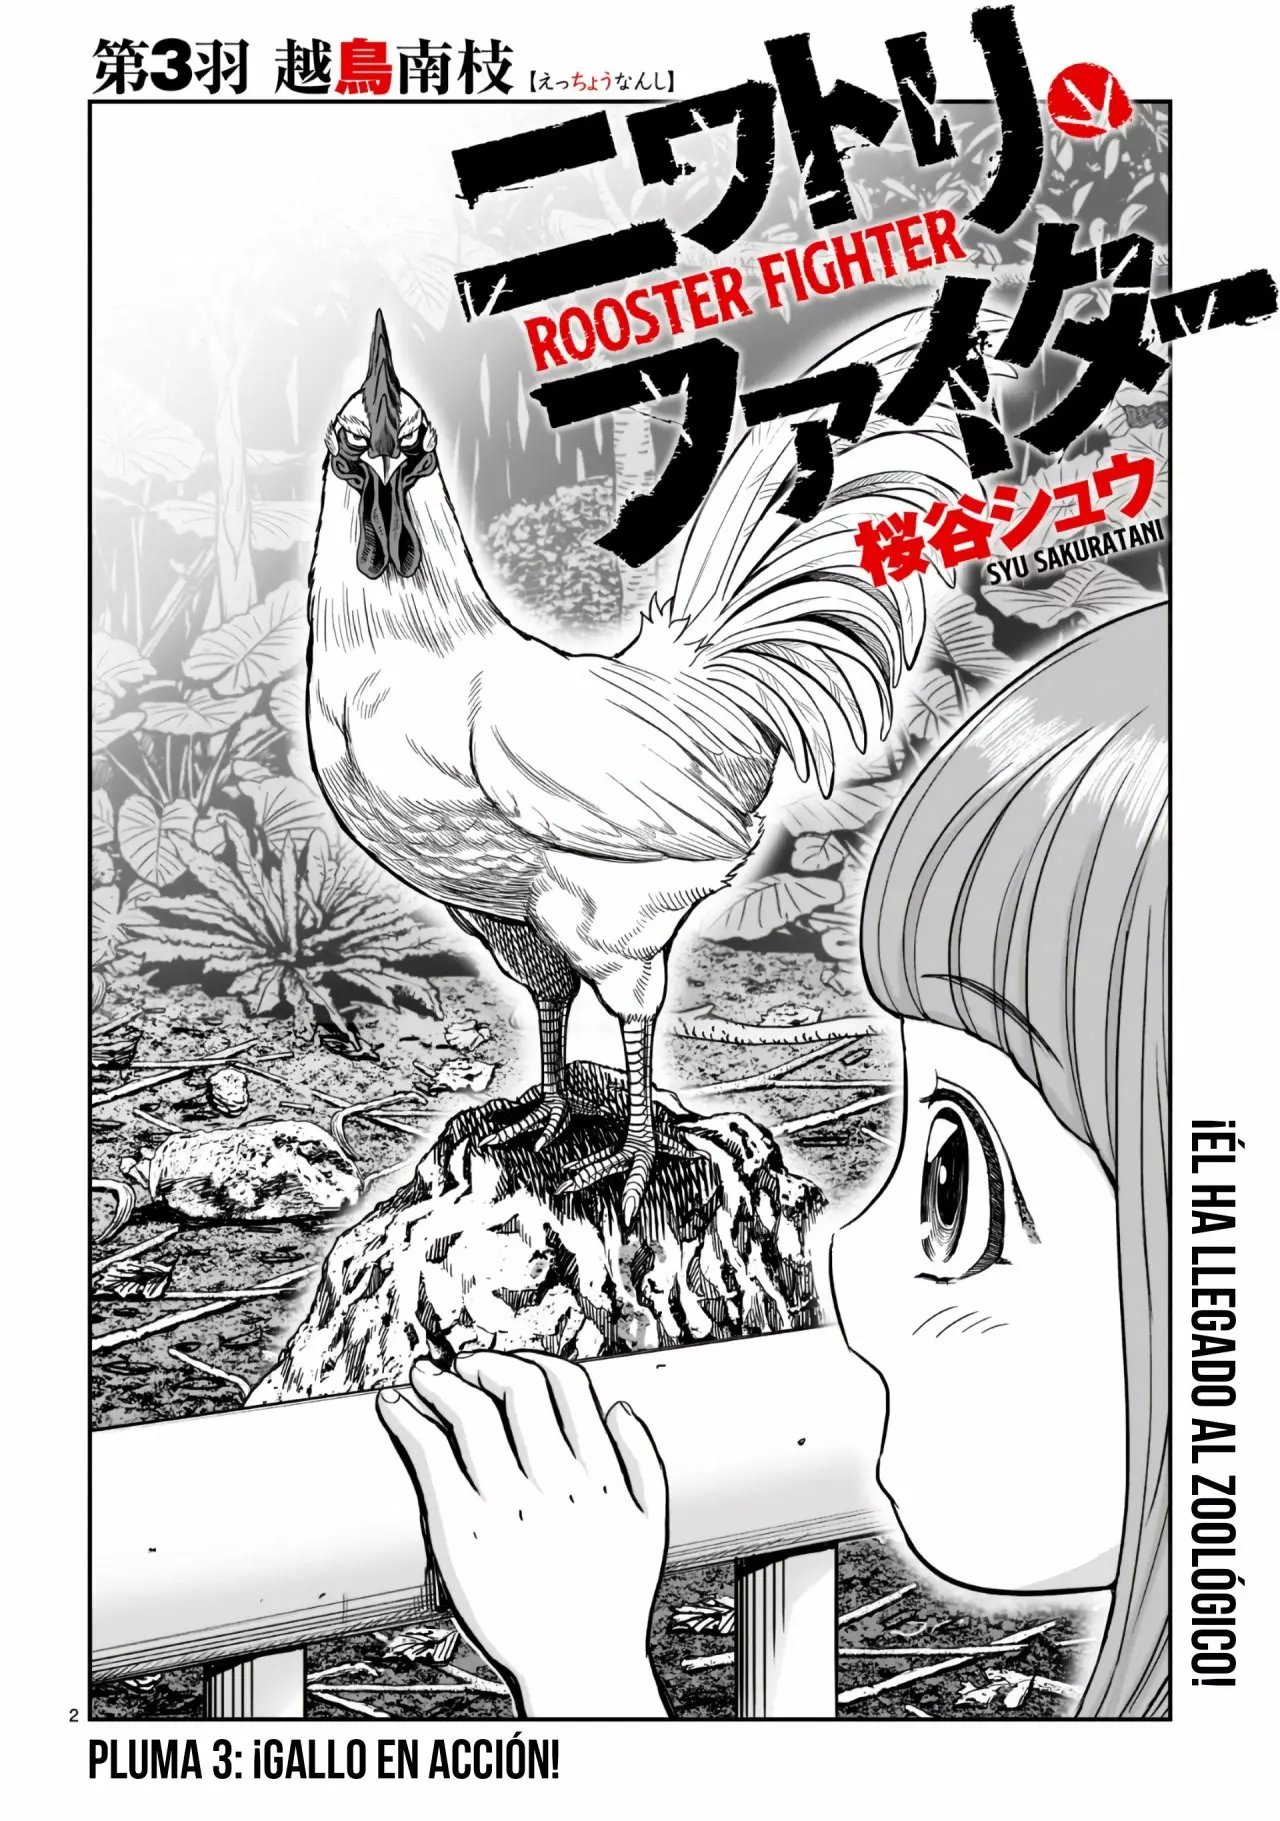 第3羽 越鳥南枝【えっちょうなんし】
ニワトリ
ROOSTER FIGHTER
ファイター
桜谷シュウ
SYU SAKURATANI
¡ÉL HA LLEGADO AL ZOOLÓGICO!
2
PLUMA 3: ¡GALLO EN ACCIÓN!